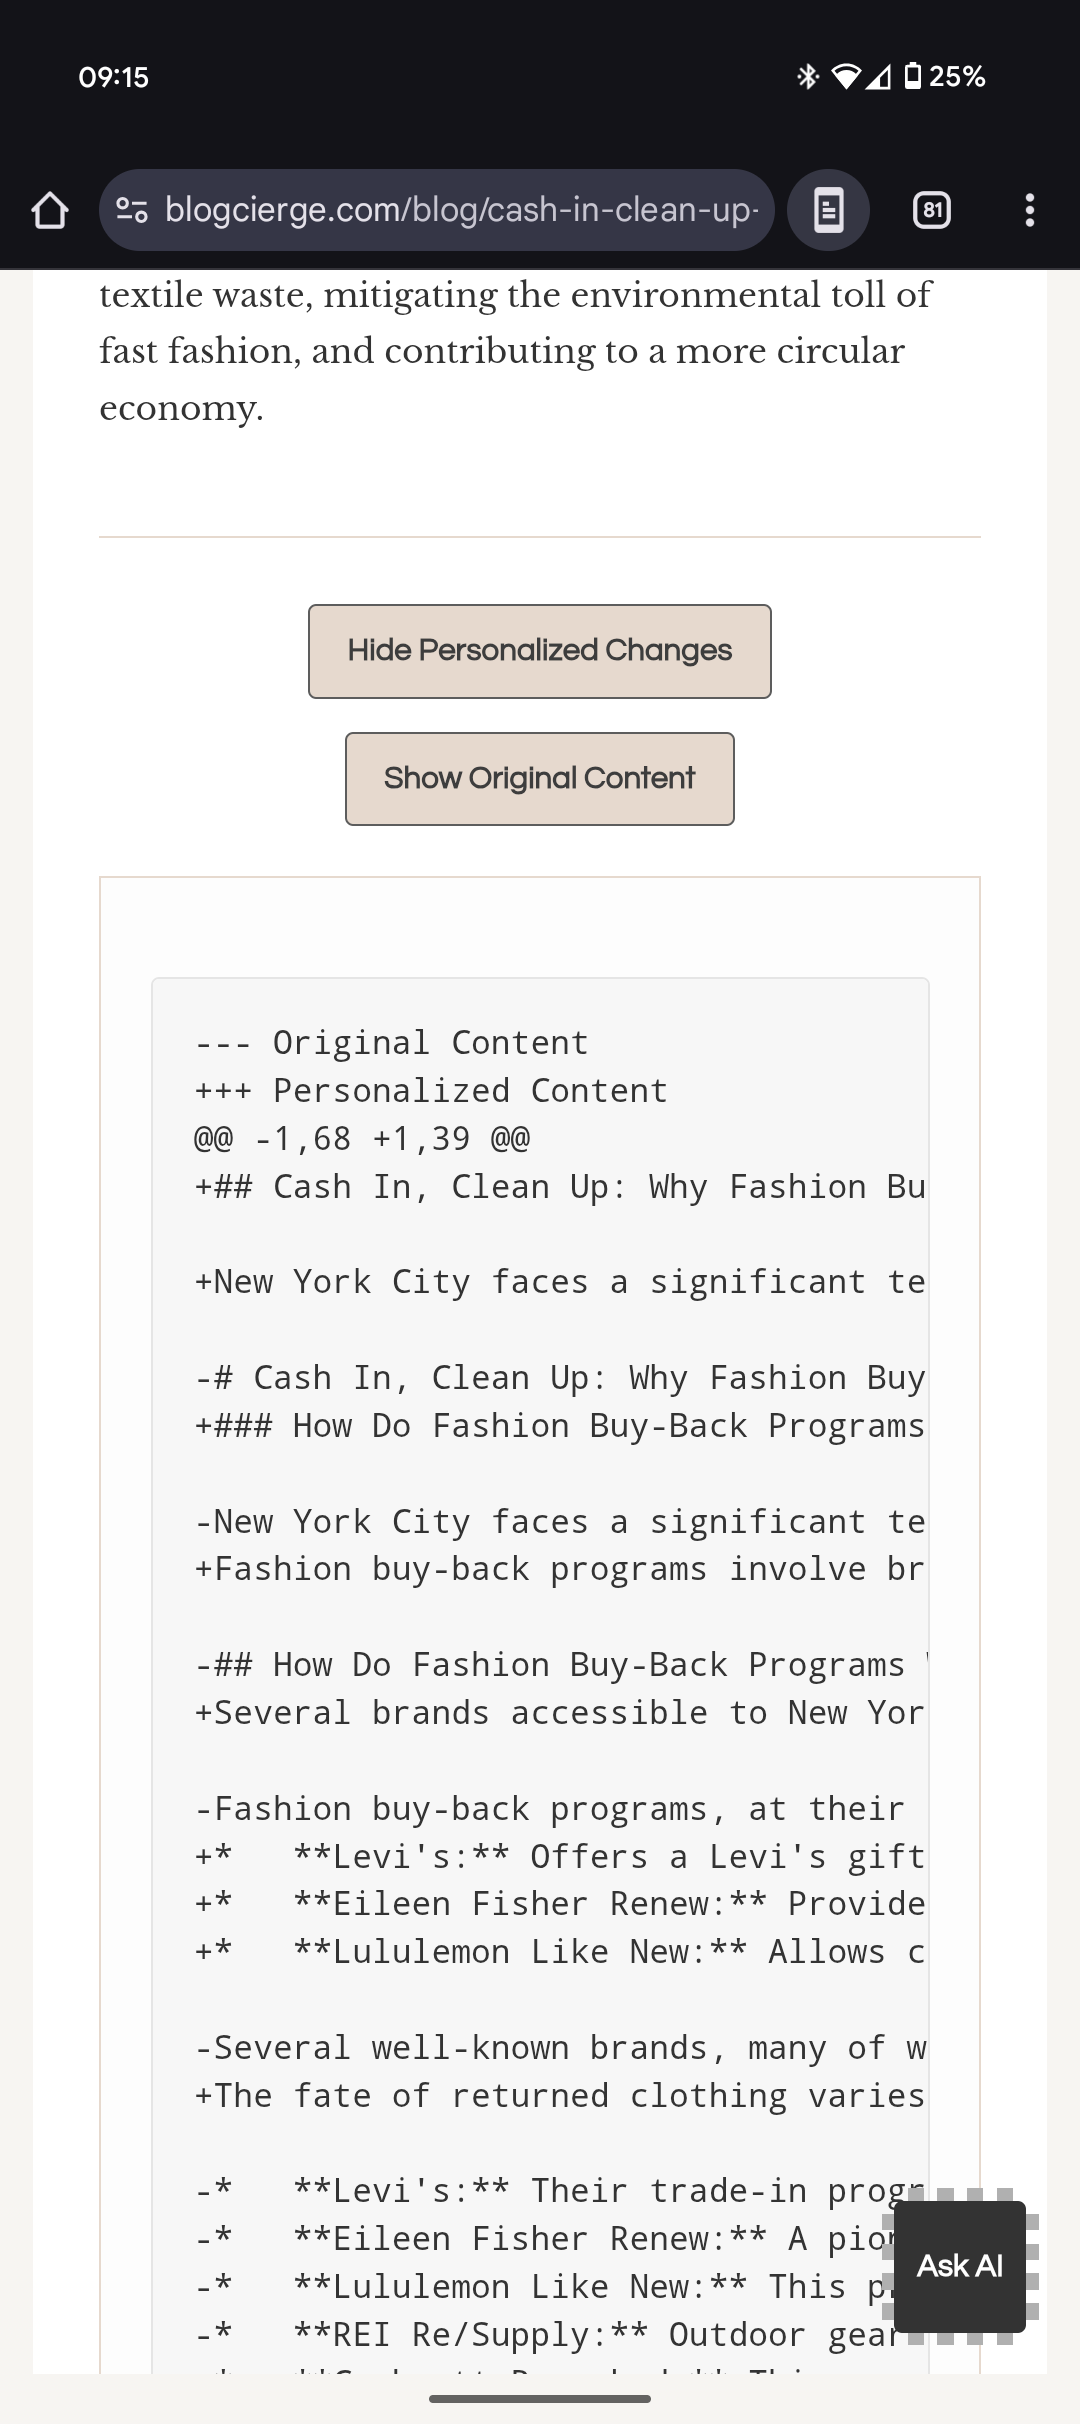 09:15
25%
blogcierge.com/blog/cash-in-clean-up-
81
textile waste, mitigating the environmental toll of
fast fashion, and contributing to a more circular
economy.
Hide Personalized Changes
Show Original Content
--- Original Content
+++ Personalized Content
@@ -1,68 +1,39 @@
+## Cash In, Clean Up: Why Fashion Bu
+New York City faces a significant te
-# Cash In, Clean Up: Why Fashion Buy
+### How Do Fashion Buy-Back Programs
-New York City faces a significant te
+Fashion buy-back programs involve br
-## How Do Fashion Buy-Back Programs
+Several brands accessible to New Yor
-Fashion buy-back programs, at their
+*   **Levi's:** Offers a Levi's gift
+*   **Eileen Fisher Renew:** Provide
+*   **Lululemon Like New:** Allows c
-Several well-known brands, many of w
+The fate of returned clothing varies
-*   **Levi's:** Their trade-in progr
-*   **Eileen Fisher Renew:** A pio
-*   **Lululemon Like New:** This p
-*   **REI Re/Supply:** Outdoor gear
Ask AI